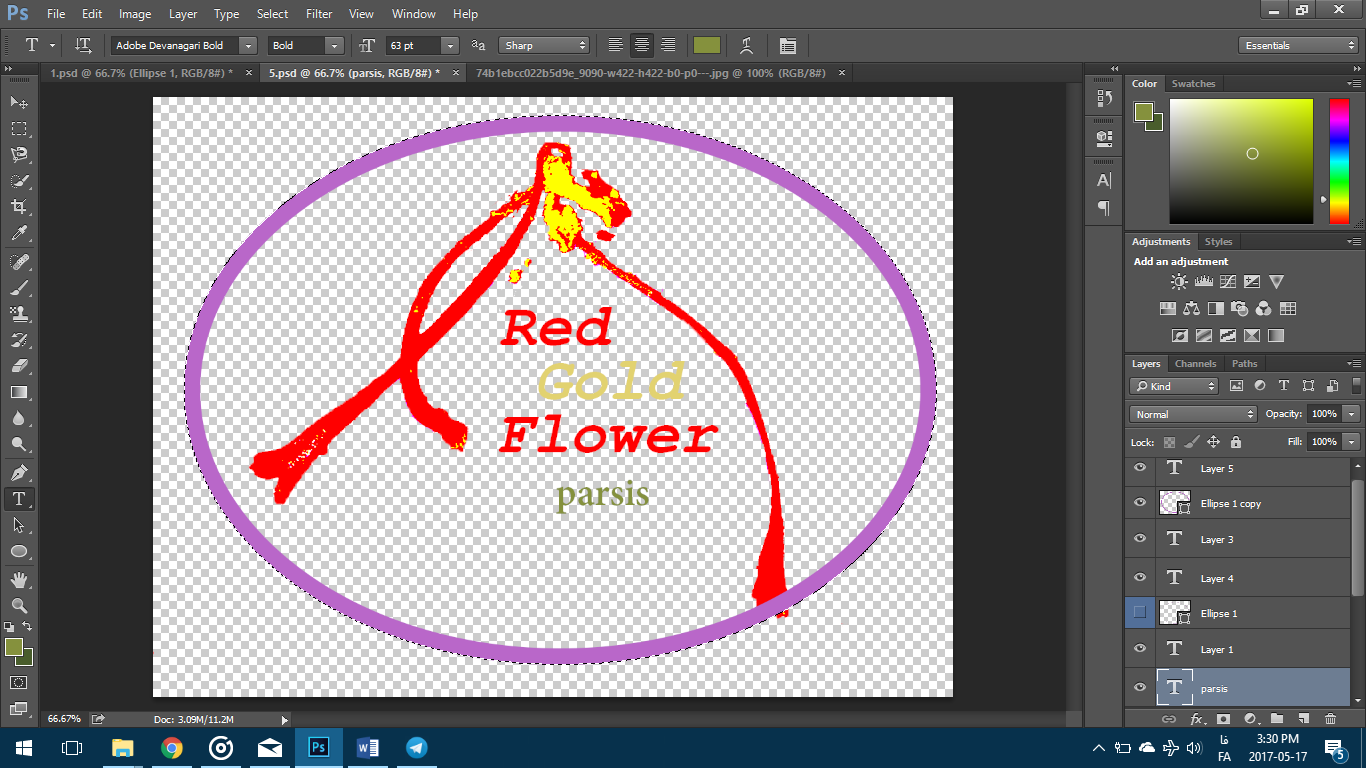 Ps File Edit Image Layer Type Select Filter View Window Help
T Adobe Devanagari Bold Bold 63 pt aa Sharp Essentials
1.psd @ 66.7% (Ellipse 1, RGB/8#) * × 5.psd @ 66.7% (parsis, RGB/8#) * × 74b1ebcc022b5d9e_9090-w422-h422-b0-p0---.jpg @ 100% (RGB/8#) ×
Red
Gold
Flower
parsis
Color Swatches
Adjustments Styles
Add an adjustment
Layers Channels Paths
Kind
Normal Opacity: 100%
Lock: Fill: 100%
Layer 5
Ellipse 1 copy
Layer 3
Layer 4
Ellipse 1
Layer 1
parsis
fx
66.67% Doc: 3.09M/11.2M
Ps
فا 3:30 PM
FA 2017-05-17
5